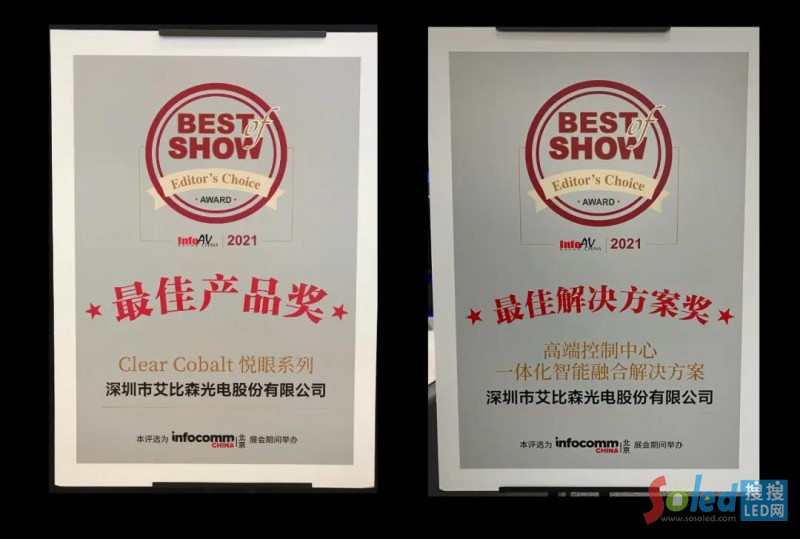 BEST of
SHOW
Editor's Choice
· AWARD ·
InfoAV CHINA | 2021
★ 最佳产品奖 ★
Clear Cobalt 悦眼系列
深圳市艾比森光电股份有限公司
本评选为 infocomm CHINA | 北京 展会期间举办
BEST of
SHOW
Editor's Choice
· AWARD ·
InfoAV CHINA | 2021
★ 最佳解决方案奖 ★
高端控制中心
一体化智能融合解决方案
深圳市艾比森光电股份有限公司
本评选为 infocomm CHINA | 北京 展会期间举办
Soled 搜搜
LED网
www.sosoled.com